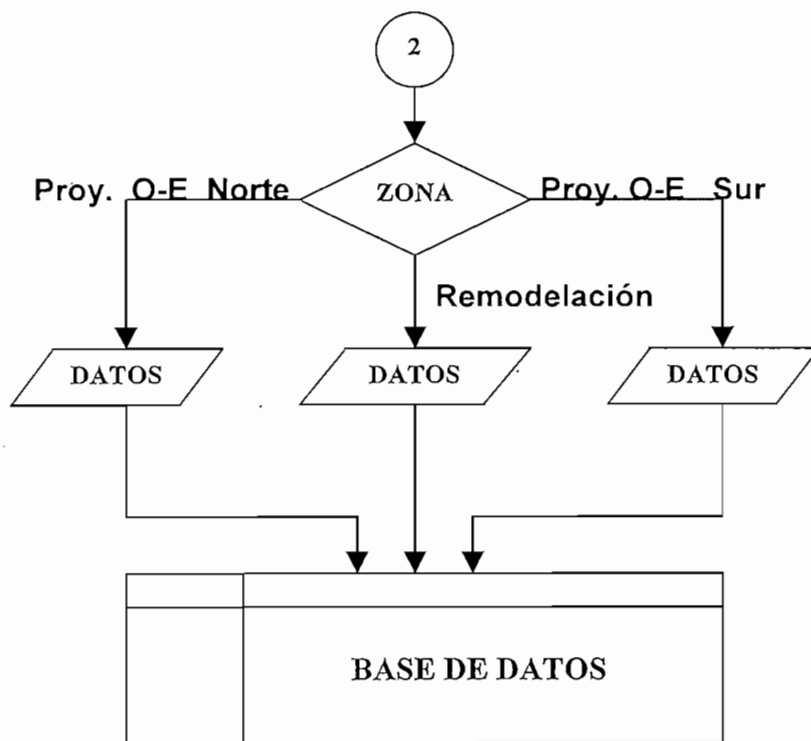 2
ZONA
Proy. O-E Norte
Proy. O-E Sur
Remodelación
DATOS
DATOS
DATOS
BASE DE DATOS